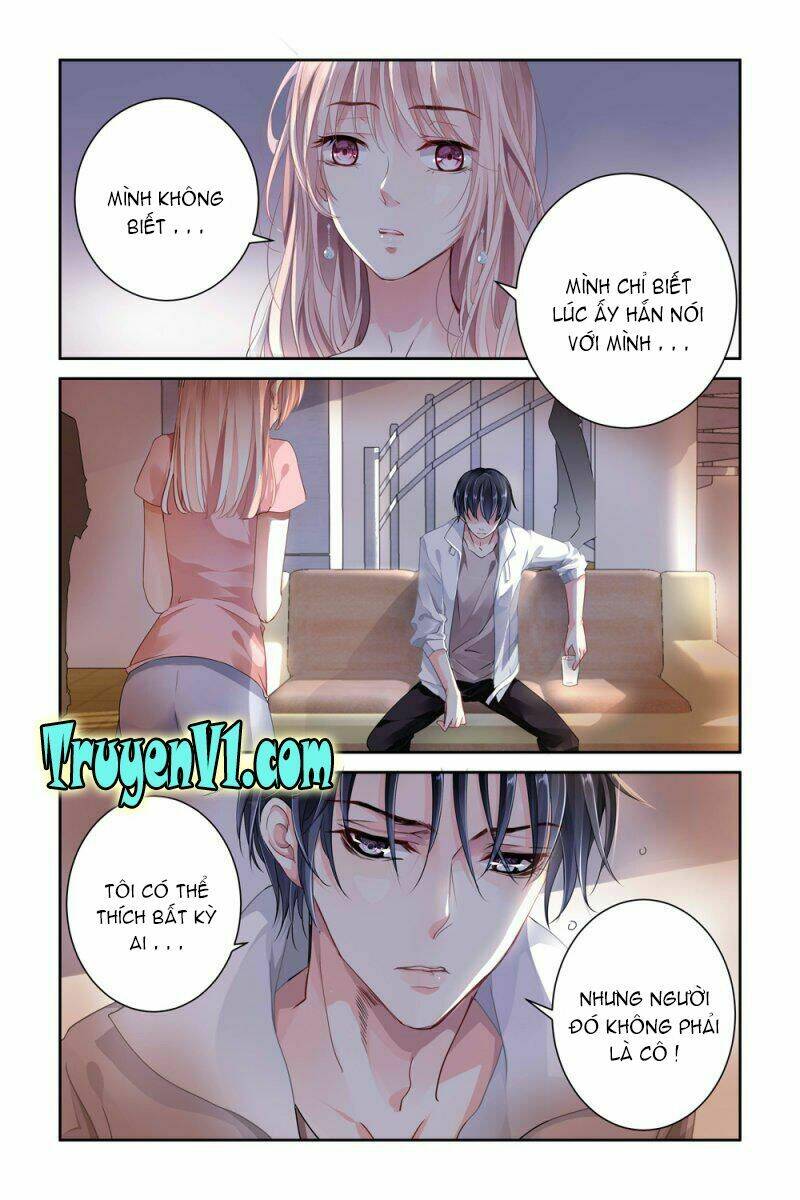 MÌNH KHÔNG
BIẾT . . .
MÌNH CHỈ BIẾT
LÚC ẤY HẮN NÓI
VỚI MÌNH . . .
TruyenV1.com
TÔI CÓ THỂ
THÍCH BẤT KỲ
AI . . .
NHƯNG NGƯỜI
ĐÓ KHÔNG PHẢI
LÀ CÔ !